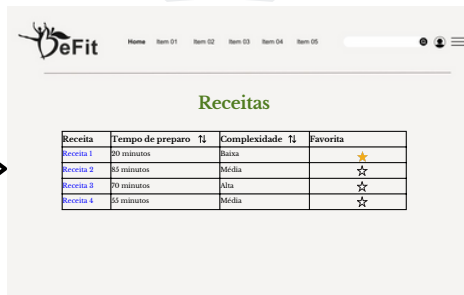 BeFit
Home Item 01 Item 02 Item 03 Item 04 Item 05
Receitas
Receita Tempo de preparo Complexidade Favorita
Receita 1 20 minutos Baixa
Receita 2 85 minutos Média
Receita 3 70 minutos Alta
Receita 4 55 minutos Média